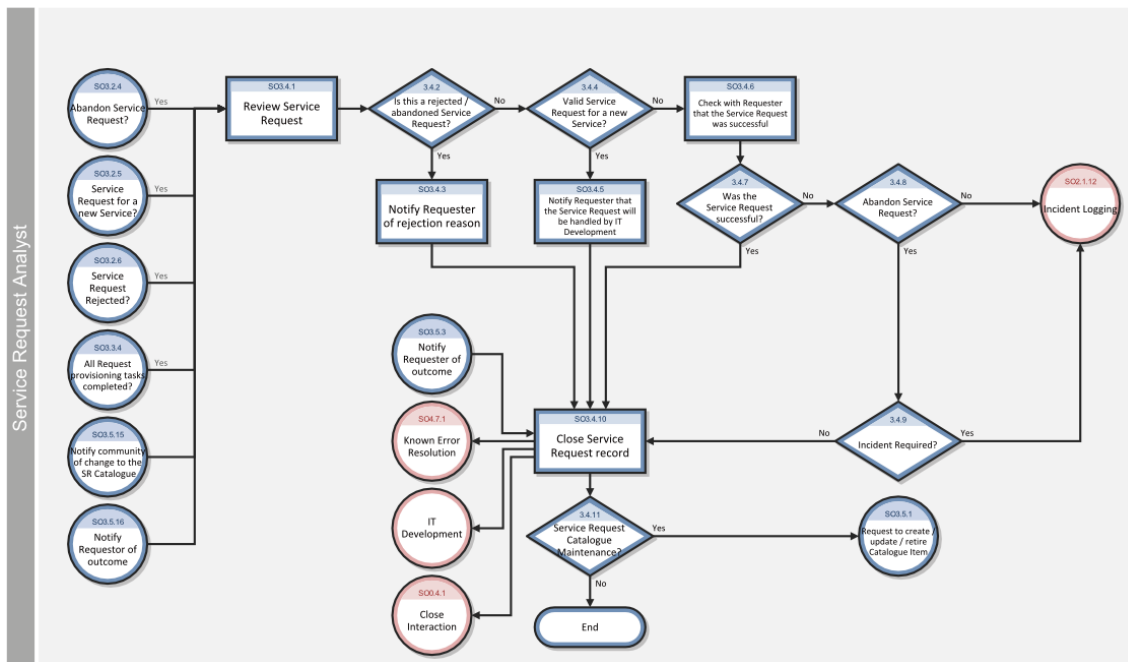 Service Request Analyst
SO3.2.4
Abandon Service
Request?
Yes
SO3.4.1
Review Service
Request
3.4.2
Is this a rejected /
abandoned Service
Request?
No
Yes
3.4.4
Valid Service
Request for a new
Service?
No
Yes
SO3.4.6
Check with Requester
that the Service Request
was successful
SO3.2.5
Service
Request for a
new Service?
Yes
SO3.4.3
Notify Requester
of rejection reason
SO3.4.5
Notify Requester that
the Service Request will
be handled by IT
Development
3.4.7
Was the
Service Request
successful?
No
Yes
3.4.8
Abandon Service
Request?
No
SO2.1.12
Incident Logging
SO3.2.6
Service
Request
Rejected?
Yes
SO3.3.4
All Request
provisioning tasks
completed?
Yes
SO3.5.3
Notify
Requester of
outcome
SO3.5.15
Notify community
of change to the
SR Catalogue
SO4.7.1
Known Error
Resolution
SO3.4.10
Close Service
Request record
No
3.4.9
Incident Required?
Yes
SO3.5.16
Notify
Requestor of
outcome
IT
Development
3.4.11
Service Request
Catalogue
Maintenance?
Yes
No
SO3.5.1
Request to create /
update / retire
Catalogue Item
SO0.4.1
Close
Interaction
End